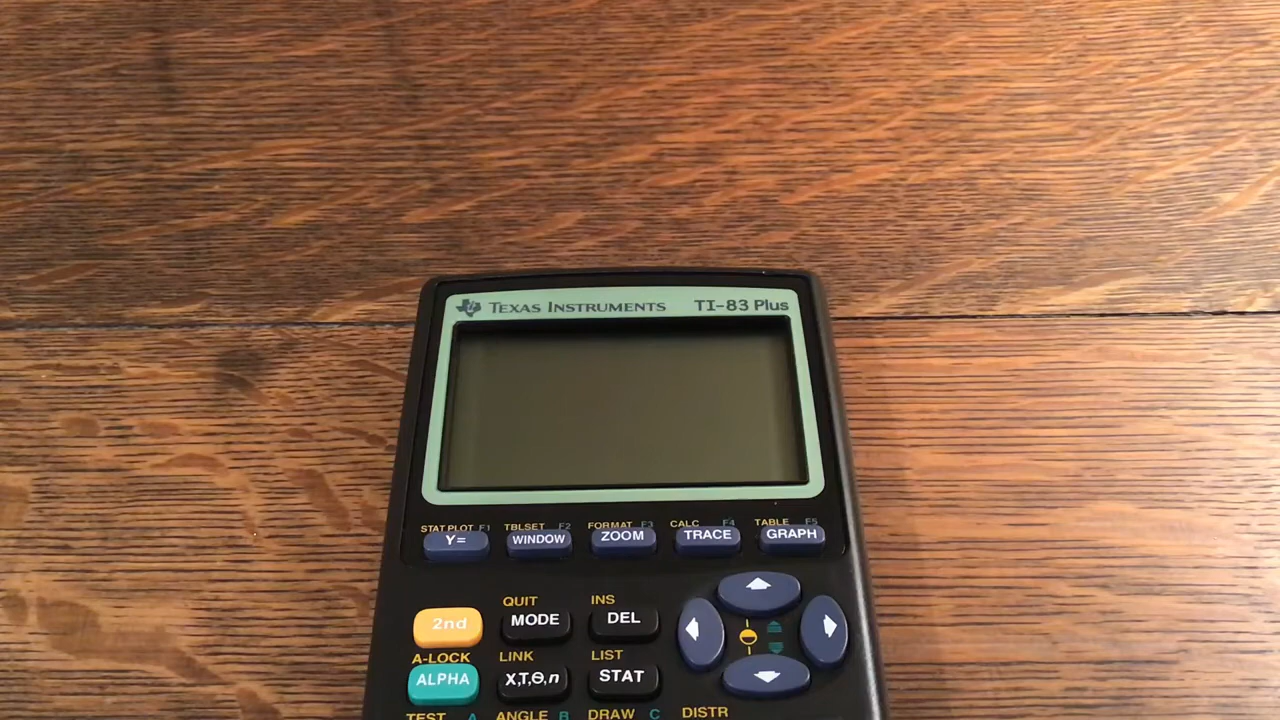 TEXAS INSTRUMENTS TI-83 Plus
STAT PLOT F1 TBLSET F2 FORMAT F3 CALC F4 TABLE F5
Y= WINDOW ZOOM TRACE GRAPH
QUIT INS
2nd MODE DEL
A-LOCK LINK LIST
ALPHA X,T,Θ,n STAT
TEST A ANGLE B DRAW C DISTR